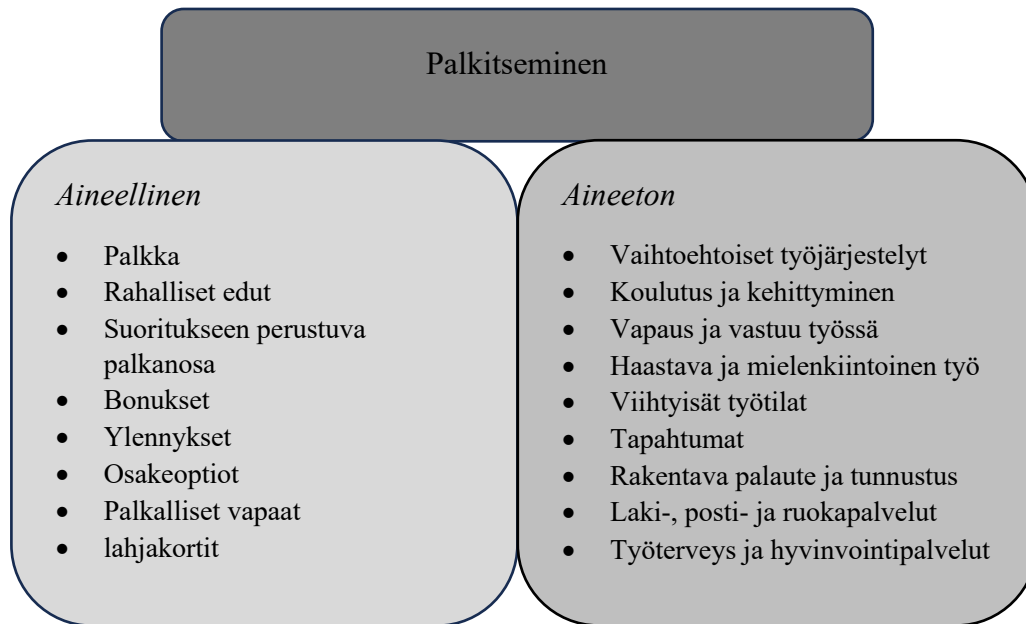 Palkitseminen
Aineellinen
• Palkka
• Rahalliset edut
• Suoritukseen perustuva
palkanosa
• Bonukset
• Ylennykset
• Osakeoptiot
• Palkalliset vapaat
• lahjakortit
Aineeton
• Vaihtoehtoiset työjärjestelyt
• Koulutus ja kehittyminen
• Vapaus ja vastuu työssä
• Haastava ja mielenkiintoinen työ
• Viihtyisät työtilat
• Tapahtumat
• Rakentava palaute ja tunnustus
• Laki-, posti- ja ruokapalvelut
• Työterveys ja hyvinvointipalvelut